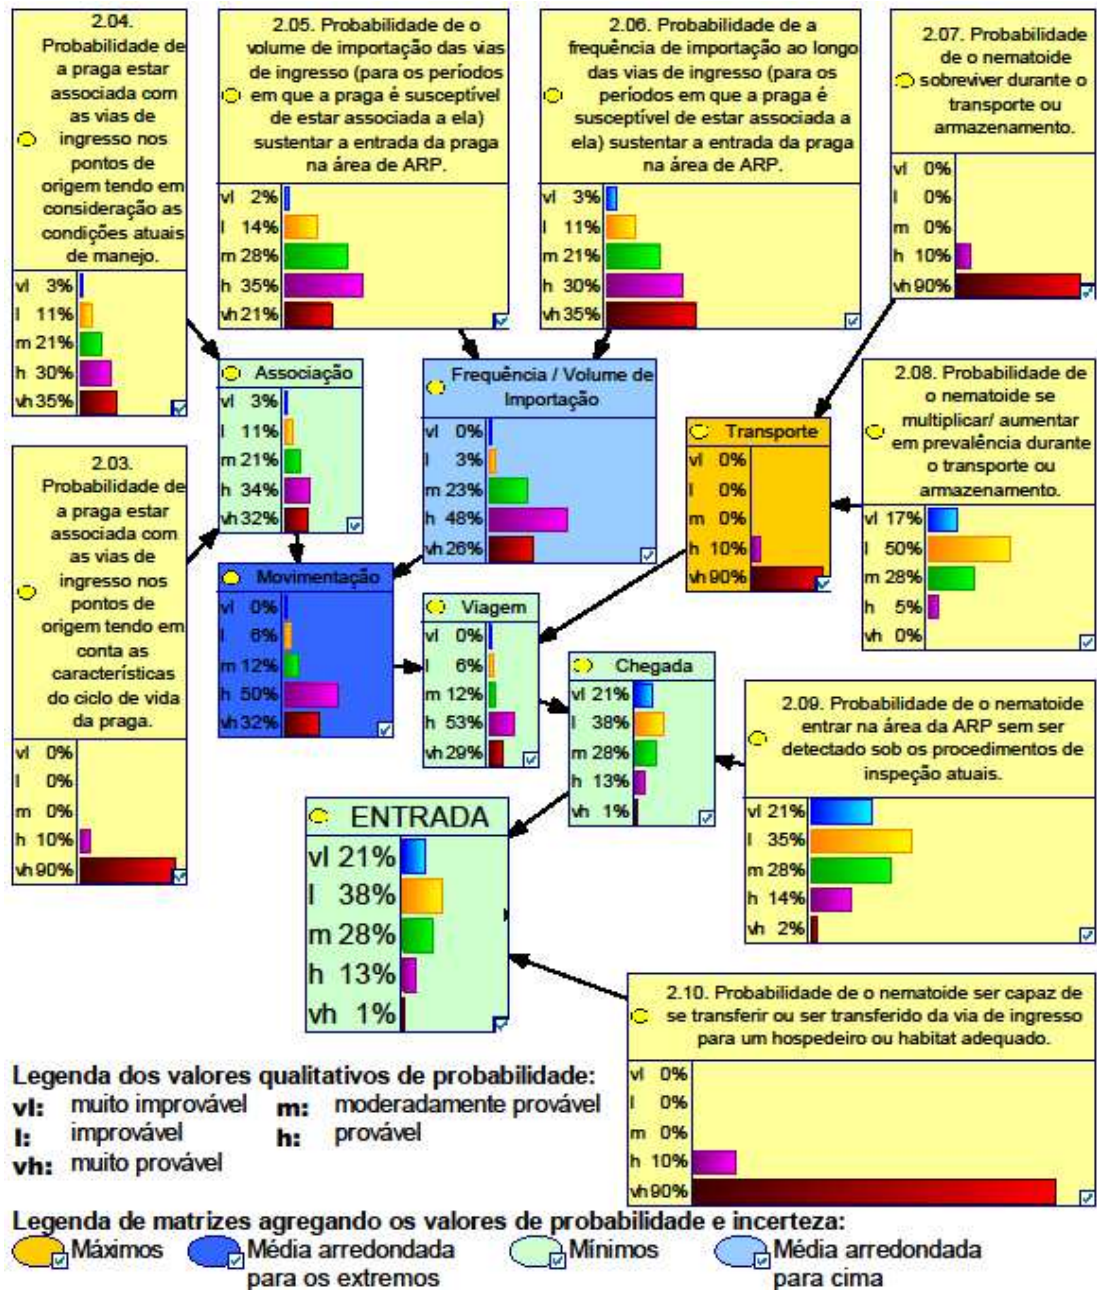 2.04.
Probabilidade de
a praga estar
associada com
as vias de
ingresso nos
pontos de
origem tendo em
consideração as
condições atuais
de manejo.
vl 3%
l 11%
m 21%
h 30%
vh 35%
2.05. Probabilidade de o
volume de importação das vias
de ingresso (para os períodos
em que a praga é susceptível
de estar associada a ela)
sustentar a entrada da praga
na área de ARP.
vl 2%
l 14%
m 28%
h 35%
vh 21%
2.06. Probabilidade de a
frequência de importação ao longo
das vias de ingresso (para os
períodos em que a praga é
susceptível de estar associada a
ela) sustentar a entrada da praga
na área de ARP.
vl 3%
l 11%
m 21%
h 30%
vh 35%
2.07. Probabilidade
de o nematoide
sobreviver durante o
transporte ou
armazenamento.
vl 0%
l 0%
m 0%
h 10%
vh 90%
Associação
vl 3%
l 11%
m 21%
h 34%
vh 32%
Frequência / Volume de
Importação
vl 0%
l 3%
m 23%
h 48%
vh 26%
Transporte
vl 0%
l 0%
m 0%
h 10%
vh 90%
2.08. Probabilidade de
o nematoide se
multiplicar/ aumentar
em prevalência durante
o transporte ou
armazenamento.
vl 17%
l 50%
m 28%
h 5%
vh 0%
2.03.
Probabilidade de
a praga estar
associada com
as vias de
ingresso nos
pontos de
origem tendo em
conta as
características
do ciclo de vida
da praga.
vl 0%
l 0%
m 0%
h 10%
vh 90%
Movimentação
vl 0%
l 6%
m 12%
h 50%
vh 32%
Viagem
vl 0%
l 6%
m 12%
h 53%
vh 29%
Chegada
vl 21%
l 38%
m 28%
h 13%
vh 1%
2.09. Probabilidade de o nematoide
entrar na área da ARP sem ser
detectado sob os procedimentos de
inspeção atuais.
vl 21%
l 35%
m 28%
h 14%
vh 2%
ENTRADA
vl 21%
l 38%
m 28%
h 13%
vh 1%
2.10. Probabilidade de o nematoide ser capaz de
se transferir ou ser transferido da via de ingresso
para um hospedeiro ou habitat adequado.
vl 0%
l 0%
m 0%
h 10%
vh 90%
Legenda dos valores qualitativos de probabilidade:
vl: muito improvável m: moderadamente provável
l: improvável h: provável
vh: muito provável
Legenda de matrizes agregando os valores de probabilidade e incerteza:
Máximos Média arredondada Mínimos Média arredondada
para os extremos para cima